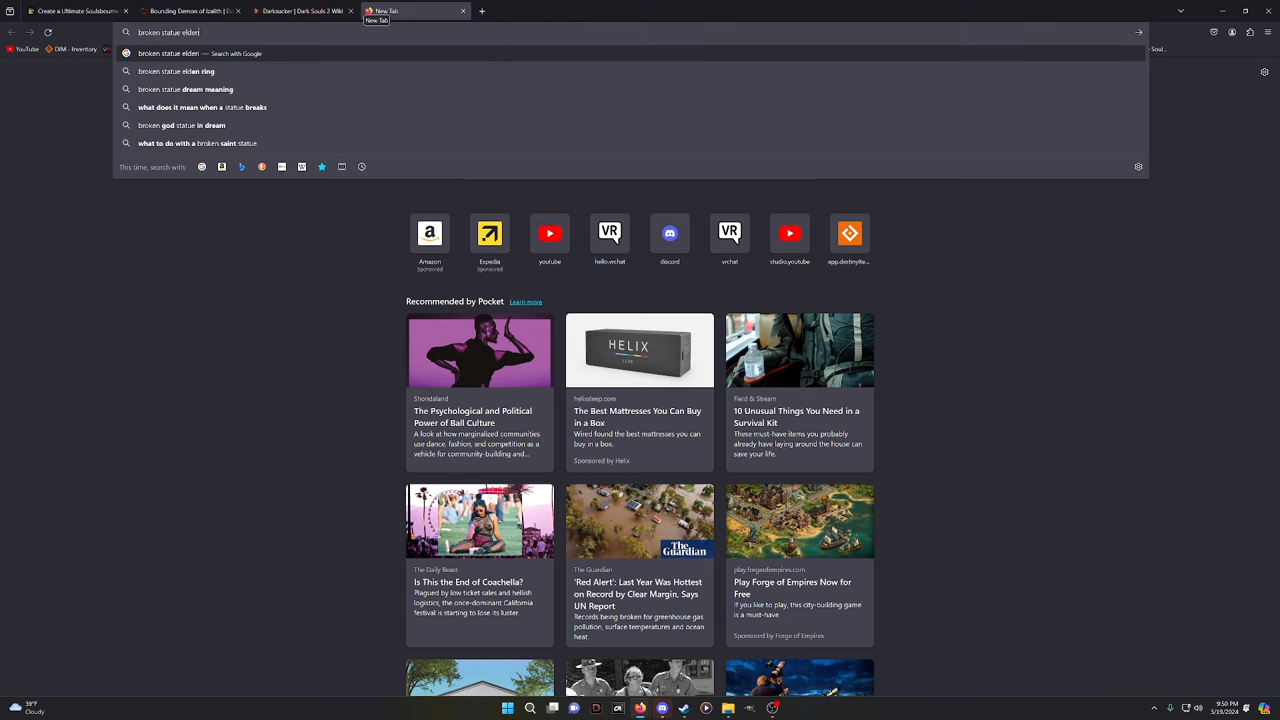 Create a Ultimate Soulsbourne
Bounding Demon of Izalith | Da
Darksucker | Dark Souls 2 Wiki
New Tab
New Tab
broken statue elden
YouTube
DIM - Inventory
broken statue elden — Search with Google
broken statue elden ring
broken statue dream meaning
what does it mean when a statue breaks
broken god statue in dream
what to do with a broken saint statue
This time, search with:
Amazon
Sponsored
Expedia
Sponsored
youtube
hello.vrchat
discord
vrchat
studio.youtube
app.destinyite...
Recommended by Pocket Learn more
HELIX
Shondaland
The Psychological and Political
Power of Ball Culture
A look at how marginalized communities
use dance, fashion, and competition as a
vehicle for community-building and...
helixsleep.com
The Best Mattresses You Can Buy
in a Box
Wired found the best mattresses you can
buy in a box.
Sponsored by Helix
Field & Stream
10 Unusual Things You Need in a
Survival Kit
These must-have items you probably
already have laying around the house can
save your life.
The
Guardian
The Daily Beast
Is This the End of Coachella?
Plagued by low ticket sales and hellish
logistics, the once-dominant California
festival is starting to lose its luster
The Guardian
'Red Alert': Last Year Was Hottest
on Record by Clear Margin, Says
UN Report
Records being broken for greenhouse gas
pollution, surface temperatures and ocean
heat.
play.forgeofempires.com
Play Forge of Empires Now for
Free
If you like to play, this city-building game
is a must-have.
Sponsored by Forge of Empires
39°F
Cloudy
9:50 PM
3/19/2024